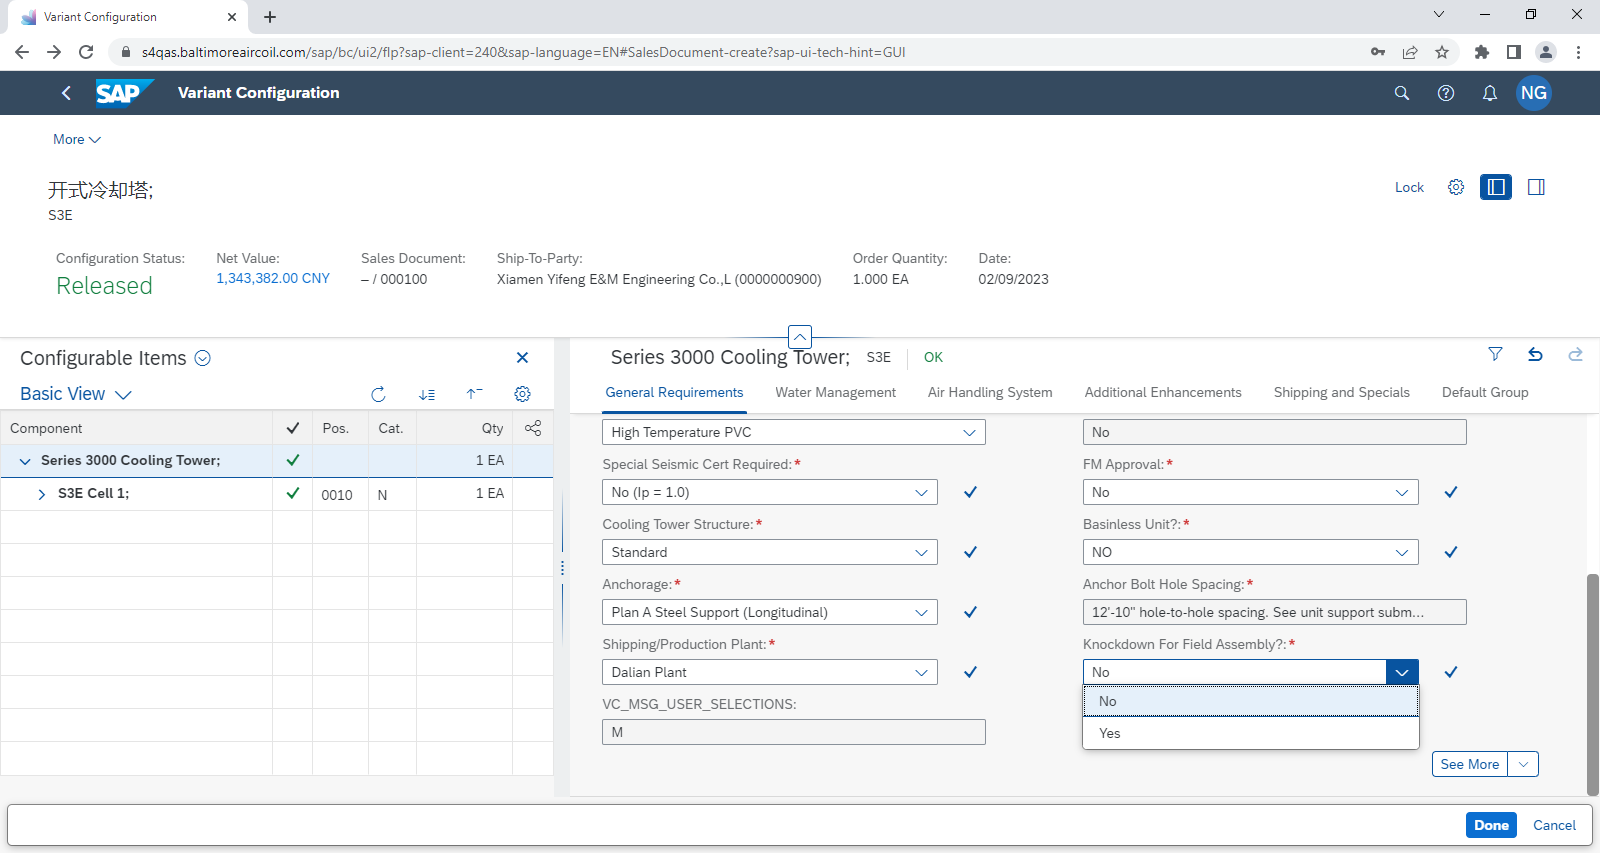 Variant Configuration
s4qas.baltimoreaircoil.com/sap/bc/ui2/flp?sap-client=240&sap-language=EN#SalesDocument-create?sap-ui-tech-hint=GUI
SAP Variant Configuration NG
More
开式冷却塔;
S3E
Lock
Configuration Status: Net Value: Sales Document: Ship-To-Party: Order Quantity: Date:
Released 1,343,382.00 CNY – / 000100 Xiamen Yifeng E&M Engineering Co.,L (0000000900) 1.000 EA 02/09/2023
Configurable Items
Basic View
Component Pos. Cat. Qty
Series 3000 Cooling Tower; 1 EA
S3E Cell 1; 0010 N 1 EA
Series 3000 Cooling Tower; S3E OK
General Requirements Water Management Air Handling System Additional Enhancements Shipping and Specials Default Group
High Temperature PVC No
Special Seismic Cert Required:* FM Approval:*
No (Ip = 1.0) No
Cooling Tower Structure:* Basinless Unit?:*
Standard NO
Anchorage:* Anchor Bolt Hole Spacing:*
Plan A Steel Support (Longitudinal) 12'-10" hole-to-hole spacing. See unit support subm...
Shipping/Production Plant:* Knockdown For Field Assembly?:*
Dalian Plant No
VC_MSG_USER_SELECTIONS: No
M Yes
See More
Done Cancel